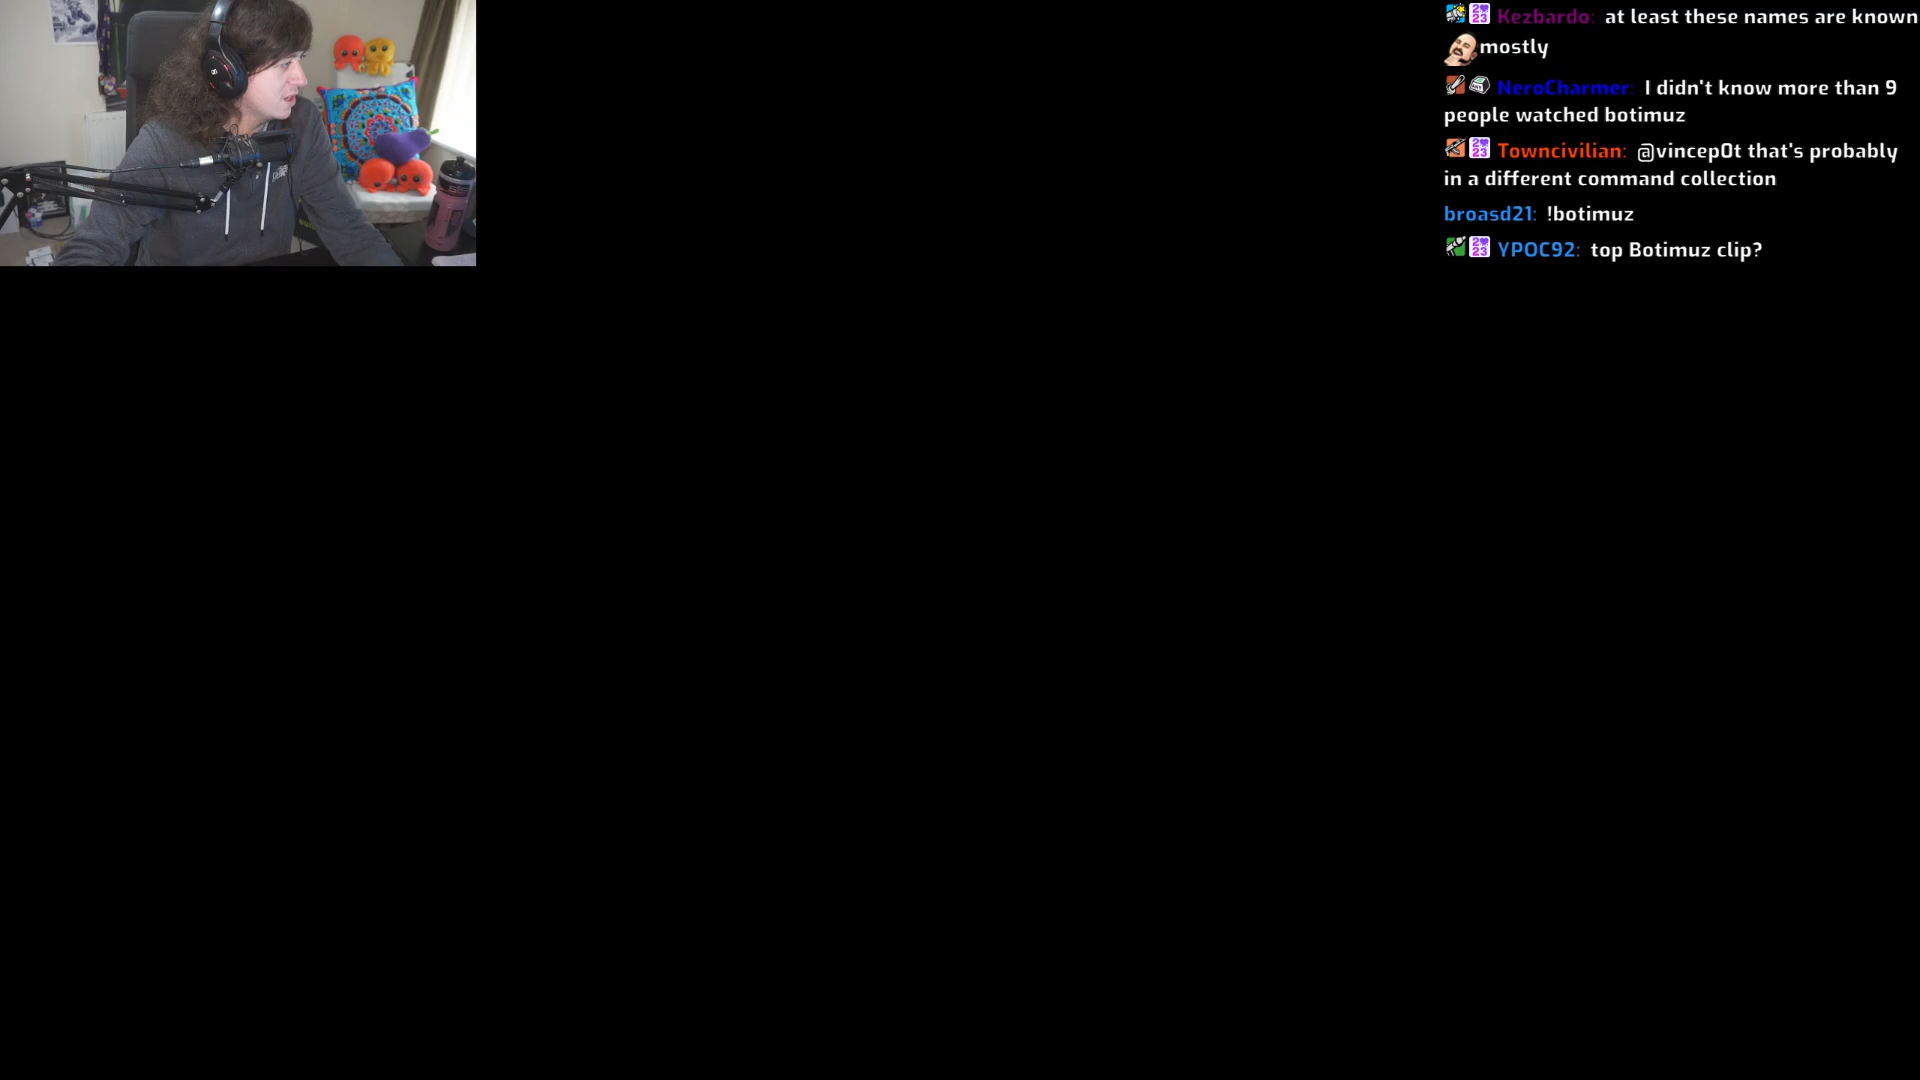 Kezbardo: at least these names are known
mostly
NeroCharmer: I didn't know more than 9
people watched botimuz
Towncivilian: @vincep0t that's probably
in a different command collection
broasd21: !botimuz
YPOC92: top Botimuz clip?